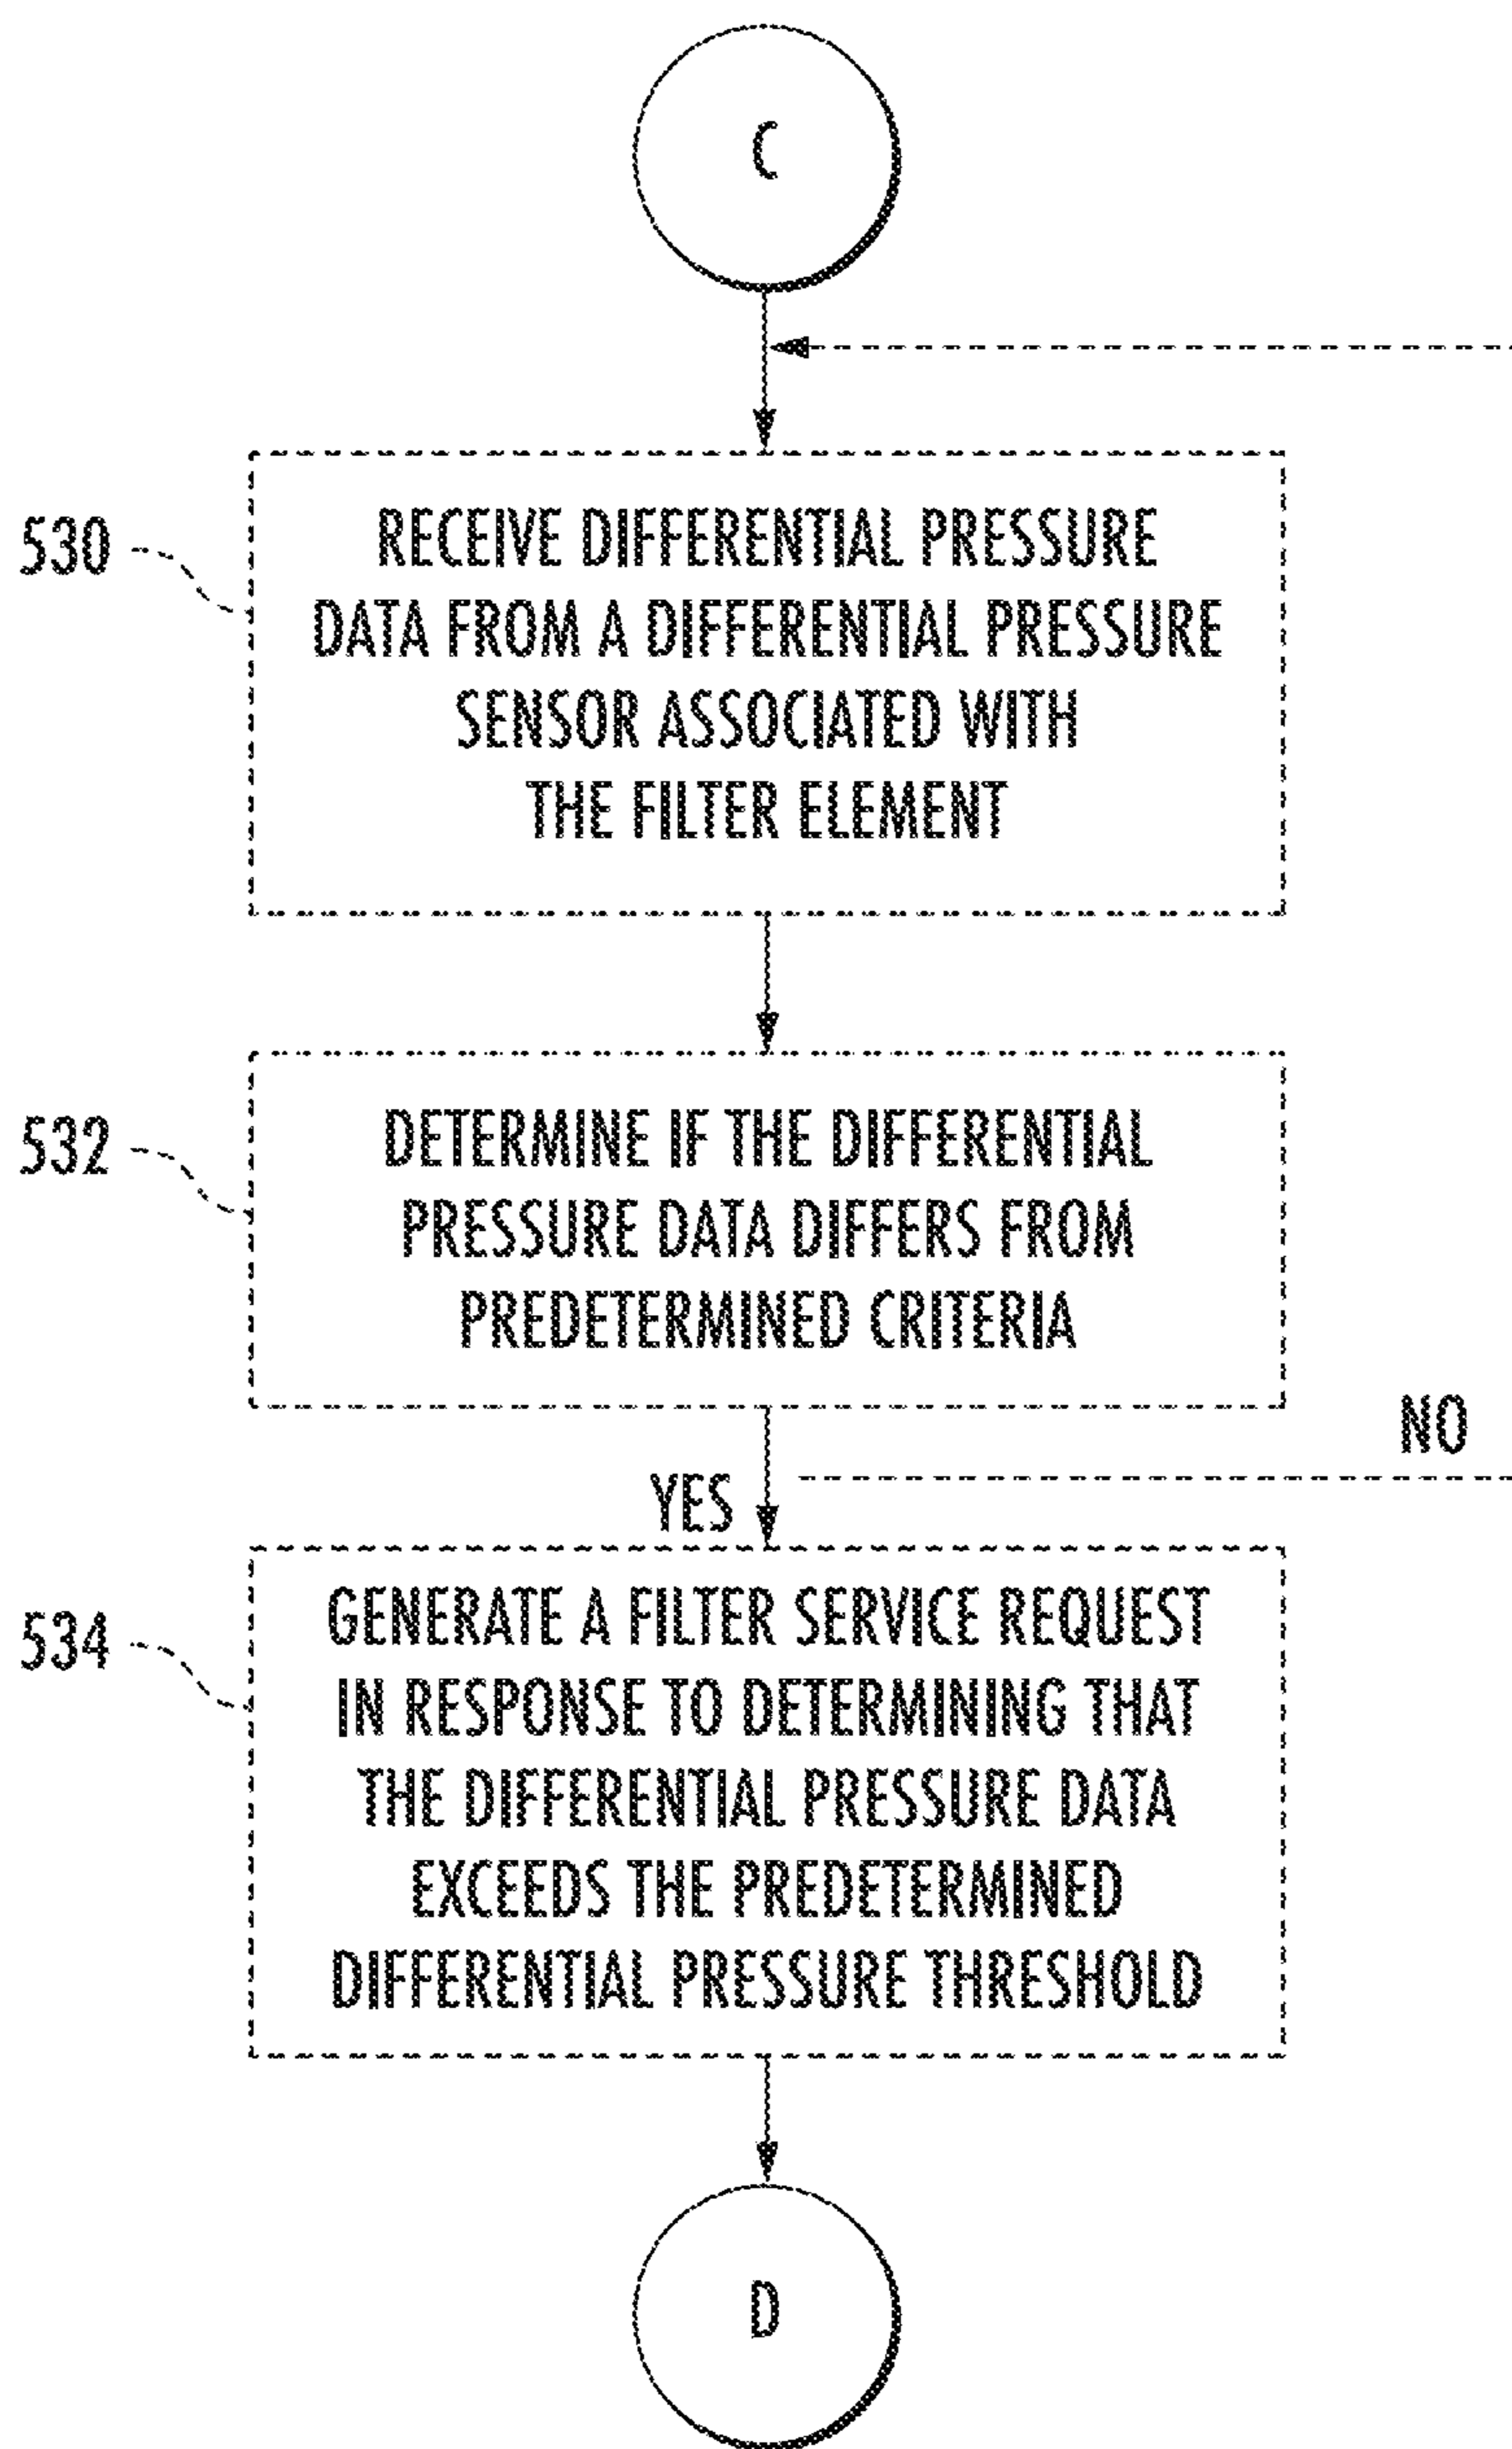 C
530
RECEIVE DIFFERENTIAL PRESSURE
DATA FROM A DIFFERENTIAL PRESSURE
SENSOR ASSOCIATED WITH
THE FILTER ELEMENT
532
DETERMINE IF THE DIFFERENTIAL
PRESSURE DATA DIFFERS FROM
PREDETERMINED CRITERIA
NO
YES
534
GENERATE A FILTER SERVICE REQUEST
IN RESPONSE TO DETERMINING THAT
THE DIFFERENTIAL PRESSURE DATA
EXCEEDS THE PREDETERMINED
DIFFERENTIAL PRESSURE THRESHOLD
D